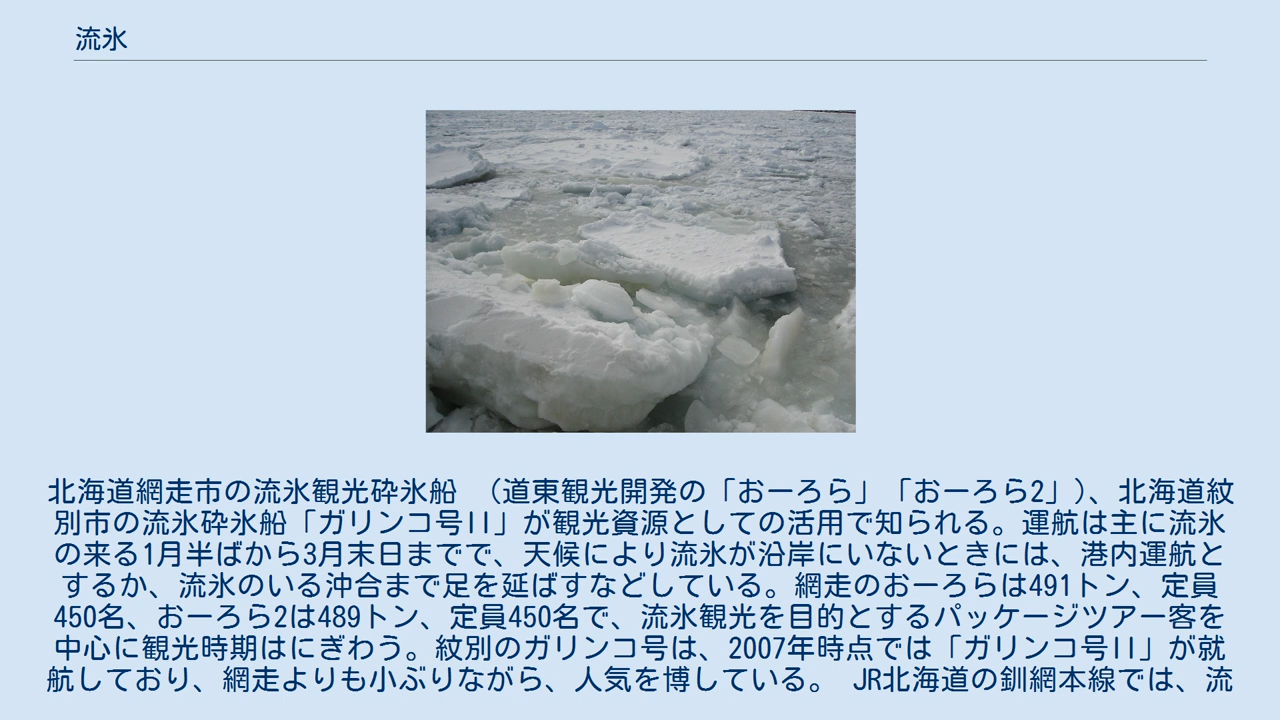 流氷
北海道網走市の流氷観光砕氷船　（道東観光開発の「おーろら」「おーろら2」）、北海道紋
別市の流氷砕氷船「ガリンコ号II」が観光資源としての活用で知られる。運航は主に流氷
の来る1月半ばから3月末日までで、天候により流氷が沿岸にいないときには、港内運航と
するか、流氷のいる沖合まで足を延ばすなどしている。網走のおーろらは491トン、定員
450名、おーろら2は489トン、定員450名で、流氷観光を目的とするパッケージツアー客を
中心に観光時期はにぎわう。紋別のガリンコ号は、2007年時点では「ガリンコ号II」が就
航しており、網走よりも小ぶりながら、人気を博している。　JR北海道の釧網本線では、流